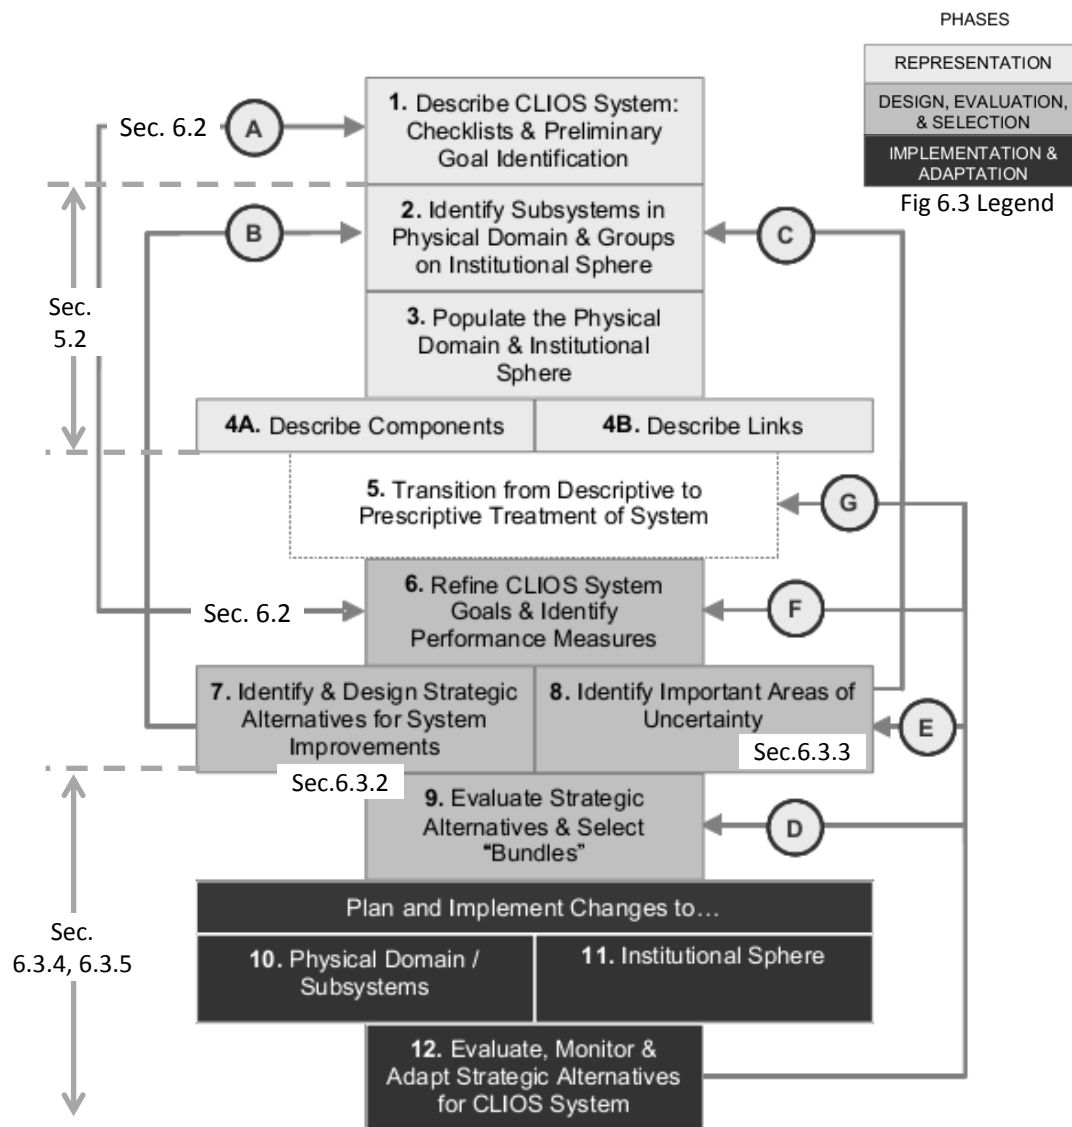 PHASES
REPRESENTATION
DESIGN, EVALUATION,
& SELECTION
IMPLEMENTATION &
ADAPTATION
Fig 6.3 Legend
1. Describe CLIOS System:
Checklists & Preliminary
Goal Identification
Sec. 6.2
A
2. Identify Subsystems in
Physical Domain & Groups
on Institutional Sphere
B
C
Sec.
5.2
3. Populate the Physical
Domain & Institutional
Sphere
4A. Describe Components
4B. Describe Links
5. Transition from Descriptive to
Prescriptive Treatment of System
G
6. Refine CLIOS System
Goals & Identify
Performance Measures
Sec. 6.2
F
7. Identify & Design Strategic
Alternatives for System
Improvements
Sec.6.3.2
8. Identify Important Areas of
Uncertainty
Sec.6.3.3
E
9. Evaluate Strategic
Alternatives & Select
“Bundles”
D
Sec.
6.3.4, 6.3.5
Plan and Implement Changes to…
10. Physical Domain /
Subsystems
11. Institutional Sphere
12. Evaluate, Monitor &
Adapt Strategic Alternatives
for CLIOS System